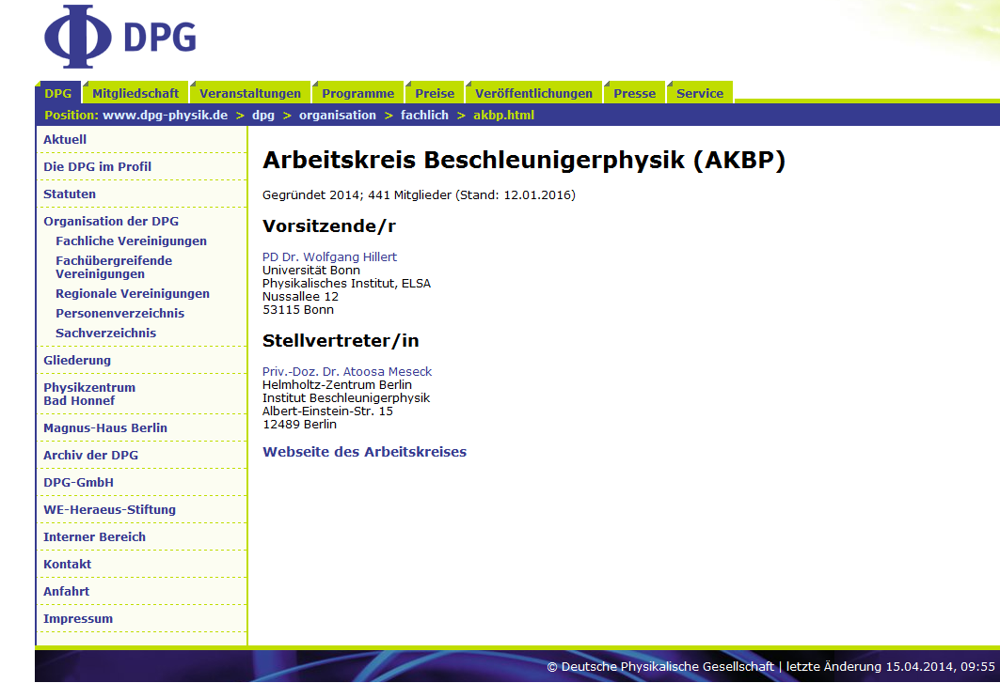 DPG
DPG Mitgliedschaft Veranstaltungen Programme Preise Veröffentlichungen Presse Service
Position: www.dpg-physik.de > dpg > organisation > fachlich > akbp.html
Aktuell
Die DPG im Profil
Statuten
Organisation der DPG
Fachliche Vereinigungen
Fachübergreifende
Vereinigungen
Regionale Vereinigungen
Personenverzeichnis
Sachverzeichnis
Gliederung
Physikzentrum
Bad Honnef
Magnus-Haus Berlin
Archiv der DPG
DPG-GmbH
WE-Heraeus-Stiftung
Interner Bereich
Kontakt
Anfahrt
Impressum
Arbeitskreis Beschleunigerphysik (AKBP)
Gegründet 2014; 441 Mitglieder (Stand: 12.01.2016)
Vorsitzende/r
PD Dr. Wolfgang Hillert
Universität Bonn
Physikalisches Institut, ELSA
Nussallee 12
53115 Bonn
Stellvertreter/in
Priv.-Doz. Dr. Atoosa Meseck
Helmholtz-Zentrum Berlin
Institut Beschleunigerphysik
Albert-Einstein-Str. 15
12489 Berlin
Webseite des Arbeitskreises
© Deutsche Physikalische Gesellschaft | letzte Änderung 15.04.2014, 09:55